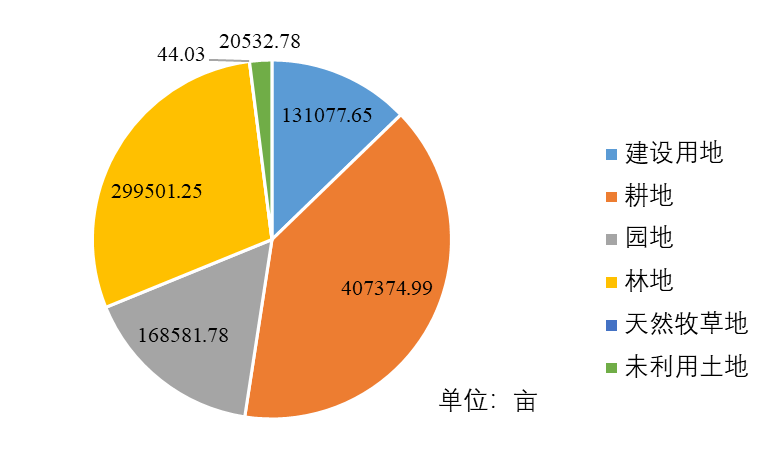 20532.78
44.03
131077.65
299501.25
407374.99
168581.78
建设用地
耕地
园地
林地
天然牧草地
未利用土地
单位：亩